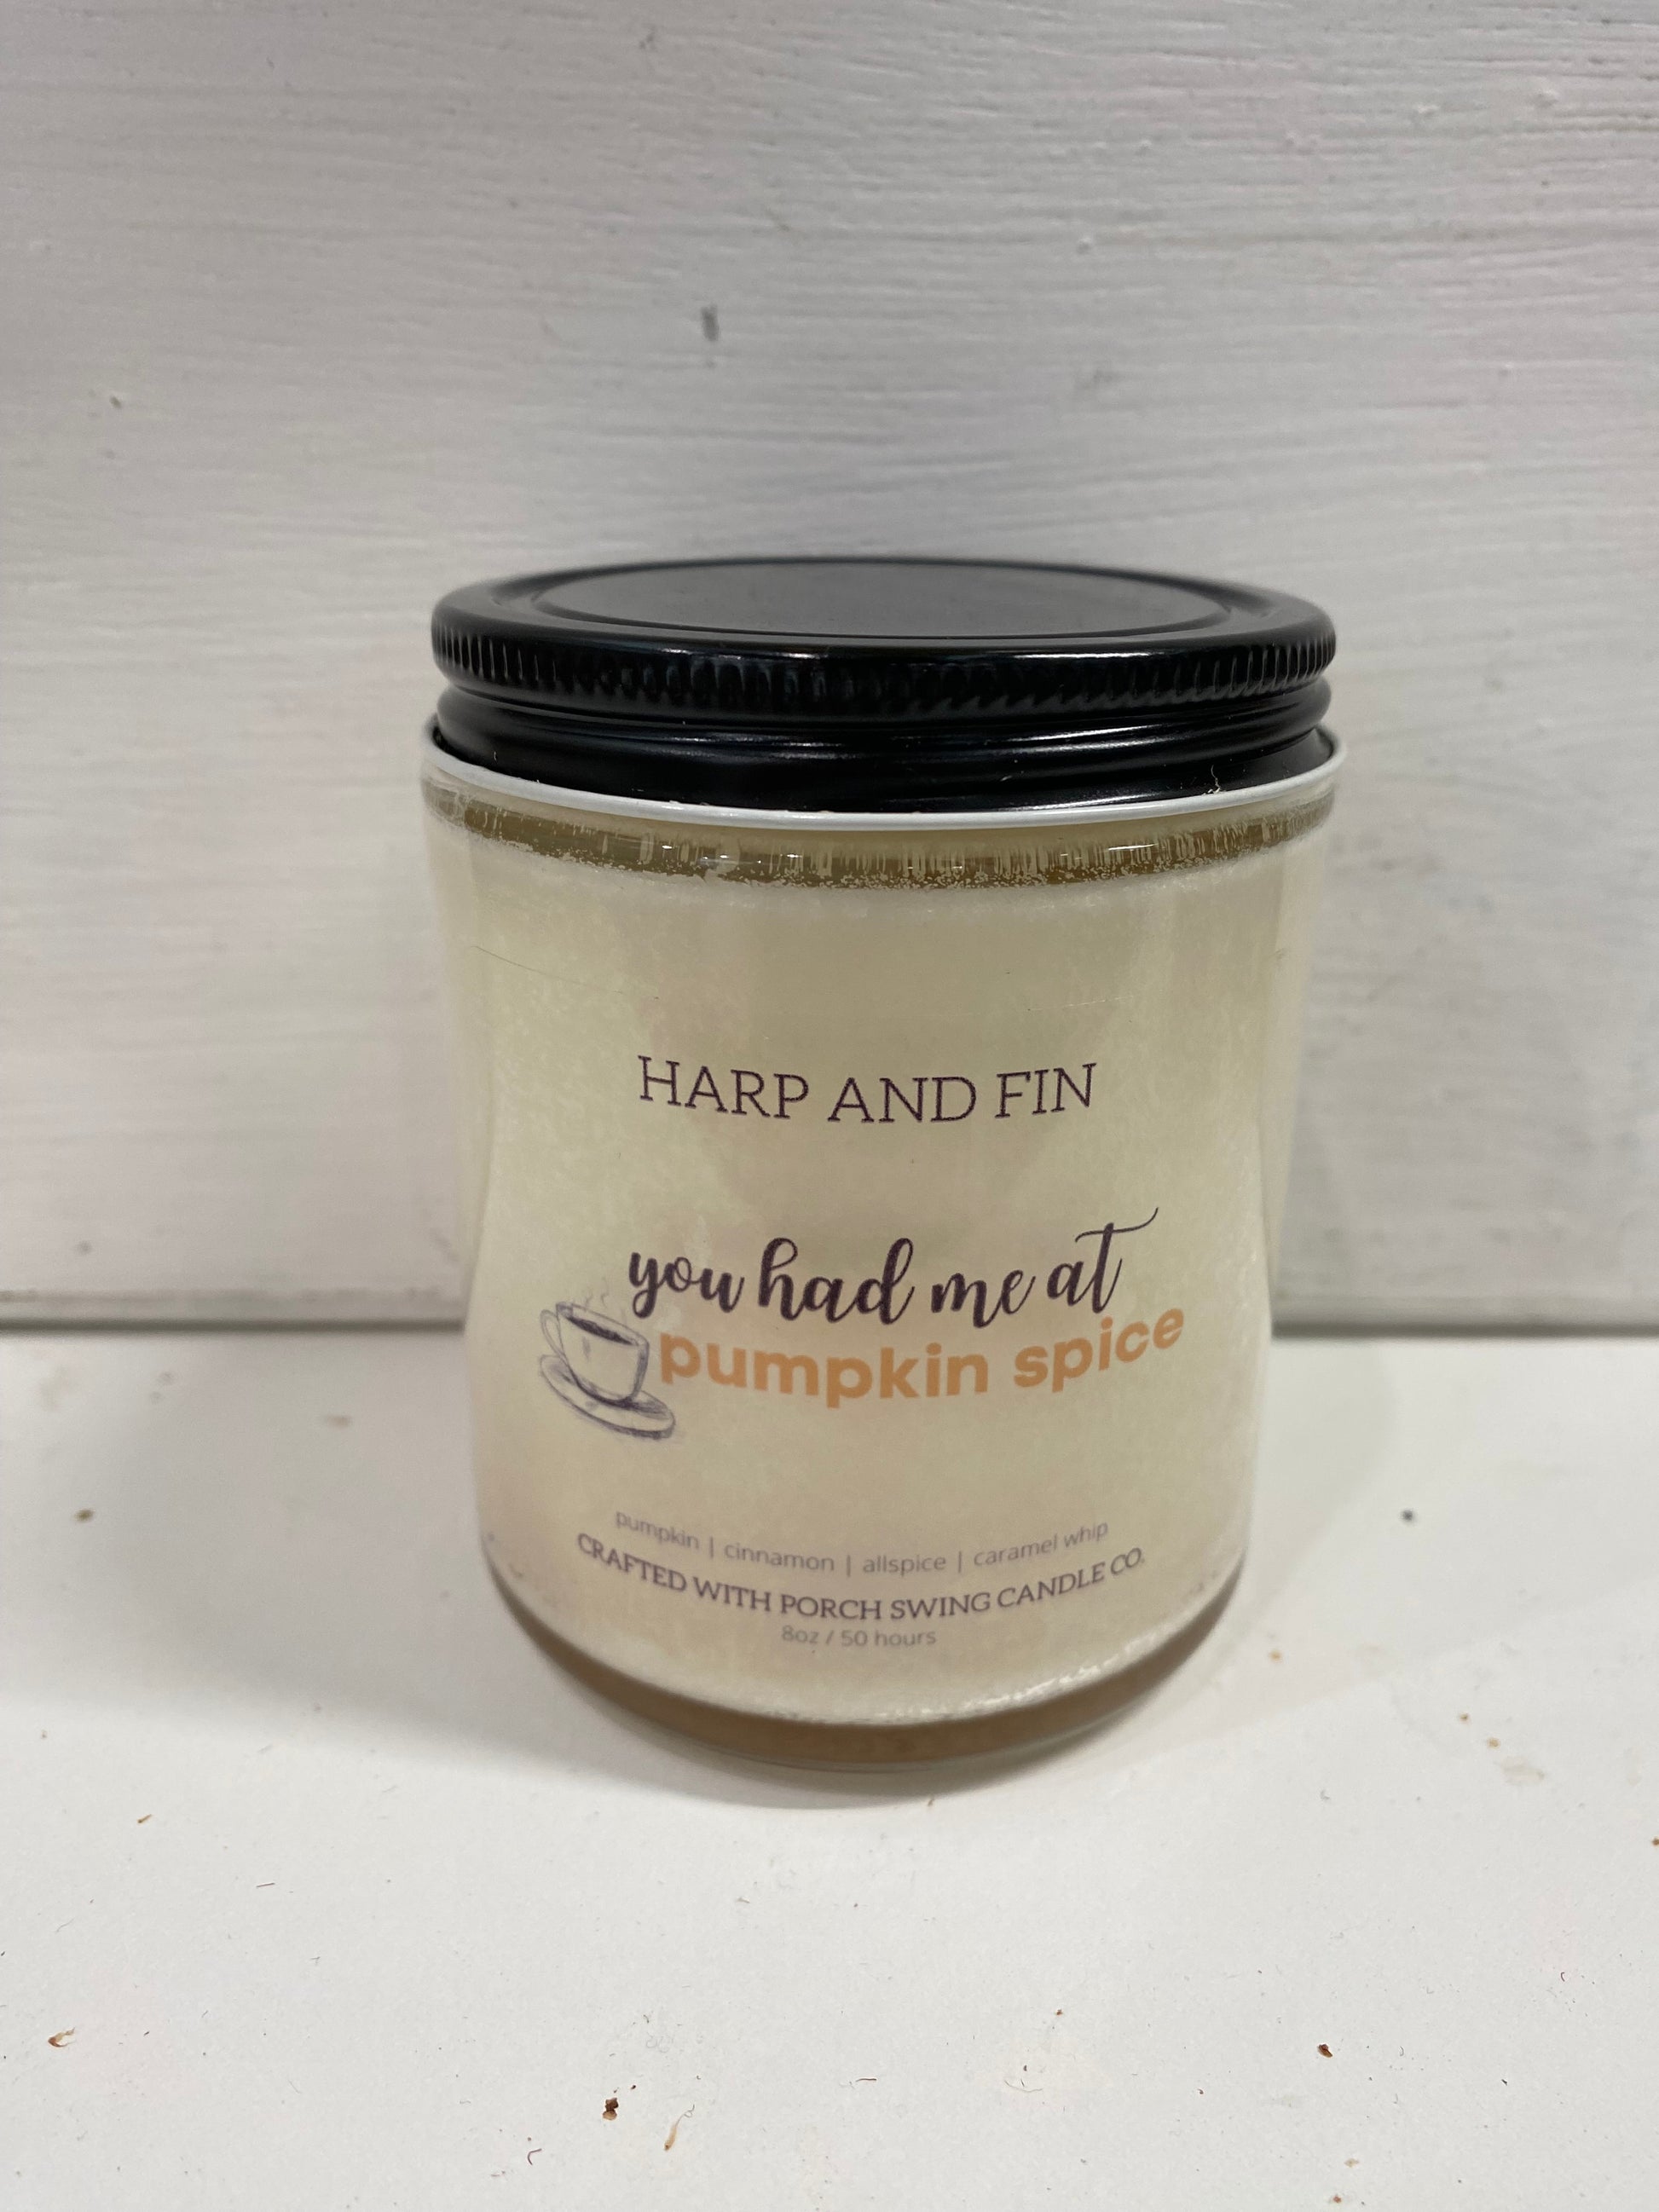 HARP AND FIN
you had me at
pumpkin spice
pumpkin | cinnamon | allspice | caramel whip
CRAFTED WITH PORCH SWING CANDLE CO.
8oz / 50 hours